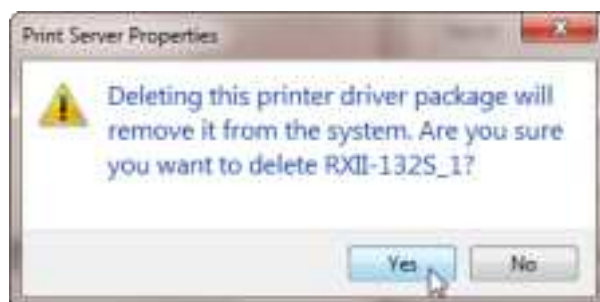 Print Server Properties
Deleting this printer driver package will
remove it from the system. Are you sure
you want to delete RXII-132S_1?
Yes
No